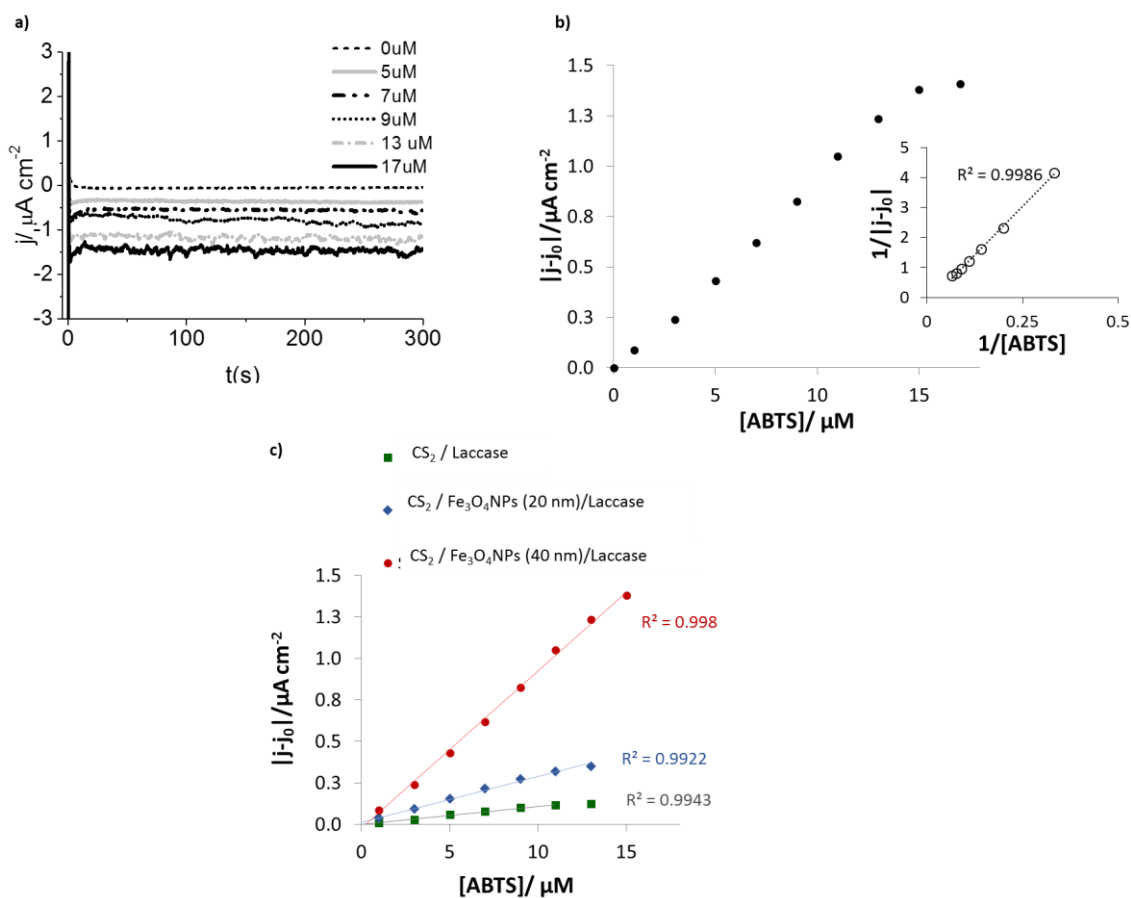 a)
3
2
1
0
-1
-2
-3
j/ μA cm⁻²
0uM
5uM
7uM
9uM
13 uM
17uM
0
100
200
300
t(s)
b)
1.5
1.3
1.0
0.8
0.5
0.3
0.0
|j-j₀|/μA cm⁻²
0
5
10
15
[ABTS]/ μM
5
4
3
2
1
0
1/|j-j₀|
R² = 0.9986
0
0.25
0.5
1/[ABTS]
c)
CS₂ / Laccase
CS₂ / Fe₃O₄NPs (20 nm)/Laccase
CS₂ / Fe₃O₄NPs (40 nm)/Laccase
1.5
1.3
1.0
0.8
0.5
0.3
0.0
|j-j₀|/μA cm⁻²
R² = 0.998
R² = 0.9922
R² = 0.9943
0
5
10
15
[ABTS]/ μM